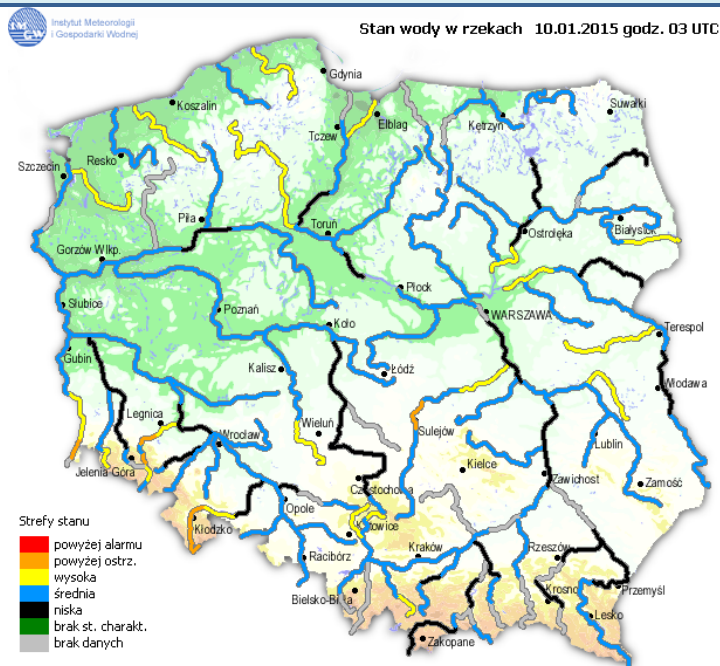 Instytut Meteorologii
i Gospodarki Wodnej
Stan wody w rzekach 10.01.2015 godz. 03 UTC
Gdynia
Koszalin
Suwałki
Elbląg
Tczew
Kętrzyn
Resko
Szczecin
Piła
Toruń
Białystok
Ostrołęka
Gorzów Wlkp.
Płock
Słubice
Poznań
WARSZAWA
Koło
Terespol
Gubin
Kalisz
Łódź
Włodawa
Legnica
Wieluń
Sulejów
Wrocław
Lublin
Jelenia Góra
Kielce
Zawichost
Zamość
Częstochowa
Opole
Kłodzko
Katowice
Racibórz
Kraków
Rzeszów
Bielsko-Biała
Krosno
Przemyśl
Lesko
Zakopane
Strefy stanu
powyżej alarmu
powyżej ostrz.
wysoka
średnia
niska
brak st. charakt.
brak danych